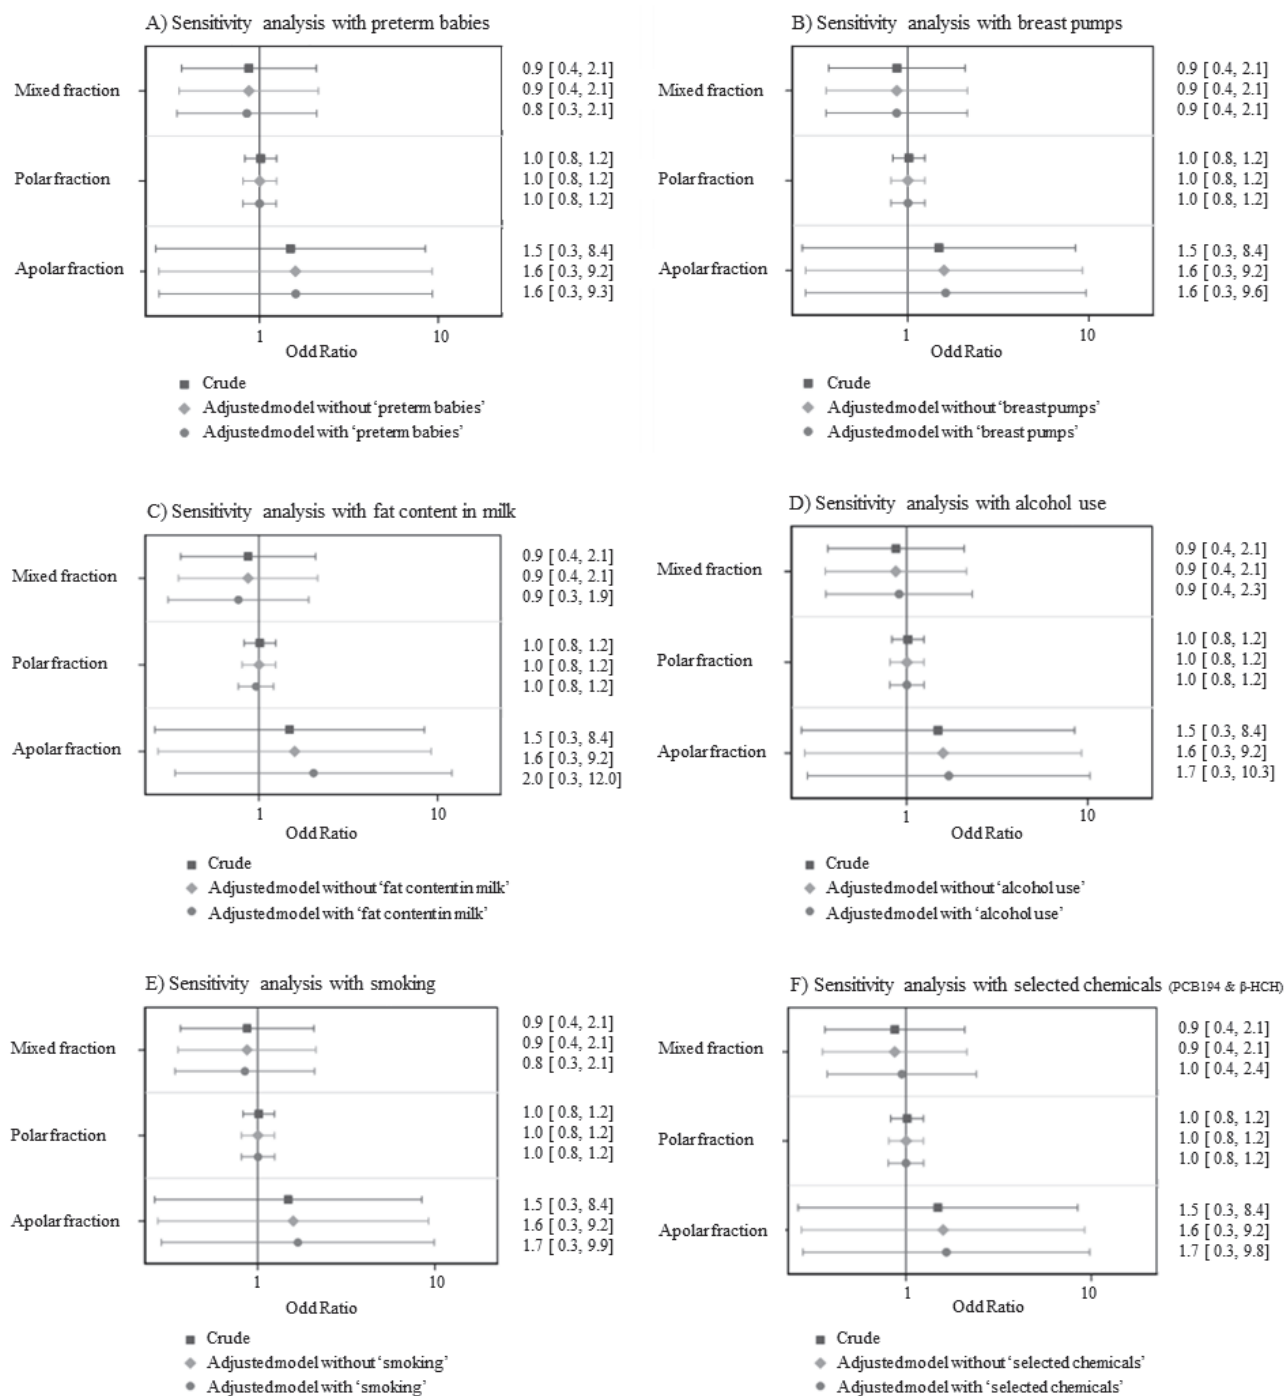 A) Sensitivity analysis with preterm babies
Mixed fraction
0.9 [ 0.4, 2.1]
0.9 [ 0.4, 2.1]
0.8 [ 0.3, 2.1]
Polar fraction
1.0 [ 0.8, 1.2]
1.0 [ 0.8, 1.2]
1.0 [ 0.8, 1.2]
Apolar fraction
1.5 [ 0.3, 8.4]
1.6 [ 0.3, 9.2]
1.6 [ 0.3, 9.3]
1 10
Odd Ratio
Crude
Adjusted model without ‘preterm babies’
Adjusted model with ‘preterm babies’
B) Sensitivity analysis with breast pumps
Mixed fraction
0.9 [ 0.4, 2.1]
0.9 [ 0.4, 2.1]
0.9 [ 0.4, 2.1]
Polar fraction
1.0 [ 0.8, 1.2]
1.0 [ 0.8, 1.2]
1.0 [ 0.8, 1.2]
Apolar fraction
1.5 [ 0.3, 8.4]
1.6 [ 0.3, 9.2]
1.6 [ 0.3, 9.6]
1 10
Odd Ratio
Crude
Adjusted model without ‘breast pumps’
Adjusted model with ‘breast pumps’
C) Sensitivity analysis with fat content in milk
Mixed fraction
0.9 [ 0.4, 2.1]
0.9 [ 0.4, 2.1]
0.9 [ 0.3, 1.9]
Polar fraction
1.0 [ 0.8, 1.2]
1.0 [ 0.8, 1.2]
1.0 [ 0.8, 1.2]
Apolar fraction
1.5 [ 0.3, 8.4]
1.6 [ 0.3, 9.2]
2.0 [ 0.3, 12.0]
1 10
Odd Ratio
Crude
Adjusted model without ‘fat content in milk’
Adjusted model with ‘fat content in milk’
D) Sensitivity analysis with alcohol use
Mixed fraction
0.9 [ 0.4, 2.1]
0.9 [ 0.4, 2.1]
0.9 [ 0.4, 2.3]
Polar fraction
1.0 [ 0.8, 1.2]
1.0 [ 0.8, 1.2]
1.0 [ 0.8, 1.2]
Apolar fraction
1.5 [ 0.3, 8.4]
1.6 [ 0.3, 9.2]
1.7 [ 0.3, 10.3]
1 10
Odd Ratio
Crude
Adjusted model without ‘alcohol use’
Adjusted model with ‘alcohol use’
E) Sensitivity analysis with smoking
Mixed fraction
0.9 [ 0.4, 2.1]
0.9 [ 0.4, 2.1]
0.8 [ 0.3, 2.1]
Polar fraction
1.0 [ 0.8, 1.2]
1.0 [ 0.8, 1.2]
1.0 [ 0.8, 1.2]
Apolar fraction
1.5 [ 0.3, 8.4]
1.6 [ 0.3, 9.2]
1.7 [ 0.3, 9.9]
1 10
Odd Ratio
Crude
Adjusted model without ‘smoking’
Adjusted model with ‘smoking’
F) Sensitivity analysis with selected chemicals (PCB194 & β-HCH)
Mixed fraction
0.9 [ 0.4, 2.1]
0.9 [ 0.4, 2.1]
1.0 [ 0.4, 2.4]
Polar fraction
1.0 [ 0.8, 1.2]
1.0 [ 0.8, 1.2]
1.0 [ 0.8, 1.2]
Apolar fraction
1.5 [ 0.3, 8.4]
1.6 [ 0.3, 9.2]
1.7 [ 0.3, 9.8]
1 10
Odd Ratio
Crude
Adjusted model without ‘selected chemicals’
Adjusted model with ‘selected chemicals’